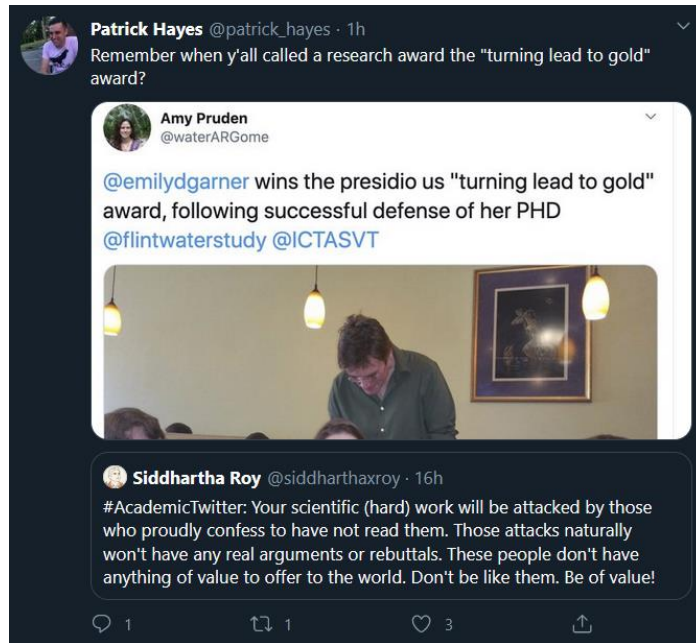 Patrick Hayes @patrick_hayes · 1h
Remember when y'all called a research award the "turning lead to gold"
award?
Amy Pruden
@waterARGome
@emilydgarner wins the presidio us "turning lead to gold"
award, following successful defense of her PHD
@flintwaterstudy @ICTASVT
Siddhartha Roy @siddharthaxroy · 16h
#AcademicTwitter: Your scientific (hard) work will be attacked by those
who proudly confess to have not read them. Those attacks naturally
won't have any real arguments or rebuttals. These people don't have
anything of value to offer to the world. Don't be like them. Be of value!
1 1 3